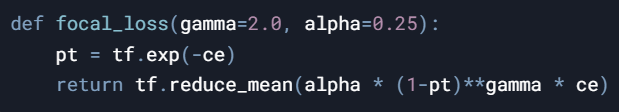 def focal_loss(gamma=2.0, alpha=0.25):
    pt = tf.exp(-ce)
    return tf.reduce_mean(alpha * (1-pt)**gamma * ce)